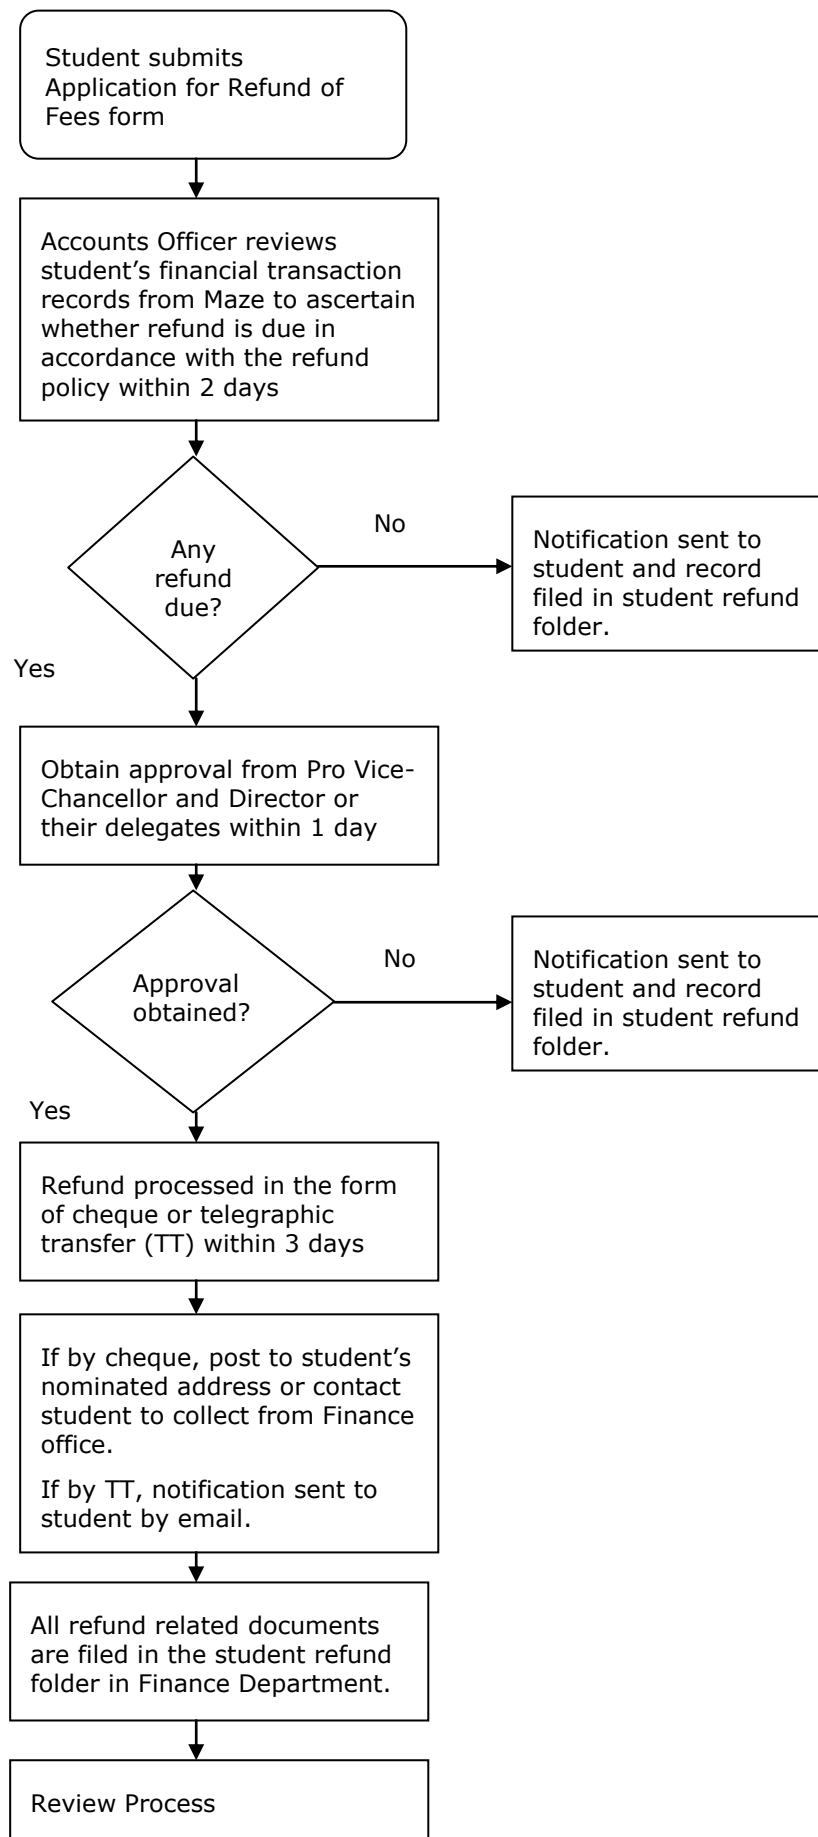 Student submits
Application for Refund of
Fees form
Accounts Officer reviews
student’s financial transaction
records from Maze to ascertain
whether refund is due in
accordance with the refund
policy within 2 days
Any
refund
due?
No
Notification sent to
student and record
filed in student refund
folder.
Yes
Obtain approval from Pro Vice-
Chancellor and Director or
their delegates within 1 day
Approval
obtained?
No
Notification sent to
student and record
filed in student refund
folder.
Yes
Refund processed in the form
of cheque or telegraphic
transfer (TT) within 3 days
If by cheque, post to student’s
nominated address or contact
student to collect from Finance
office.
If by TT, notification sent to
student by email.
All refund related documents
are filed in the student refund
folder in Finance Department.
Review Process